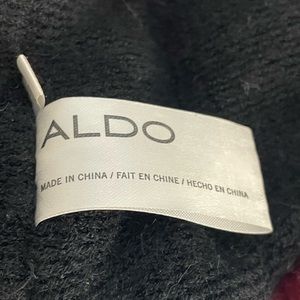 ALDO
MADE IN CHINA / FAIT EN CHINE / HECHO EN CHINA